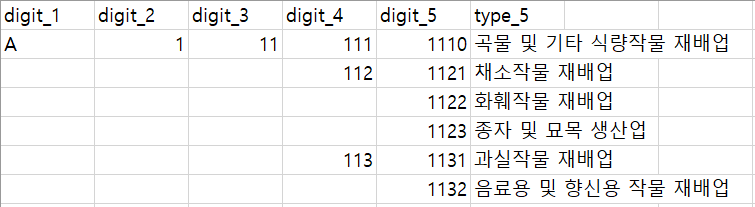 digit_1 digit_2 digit_3 digit_4 digit_5 type_5
A 1 11 111 1110 곡물 및 기타 식량작물 재배업
112 1121 채소작물 재배업
1122 화훼작물 재배업
1123 종자 및 묘목 생산업
113 1131 과실작물 재배업
1132 음료용 및 향신용 작물 재배업